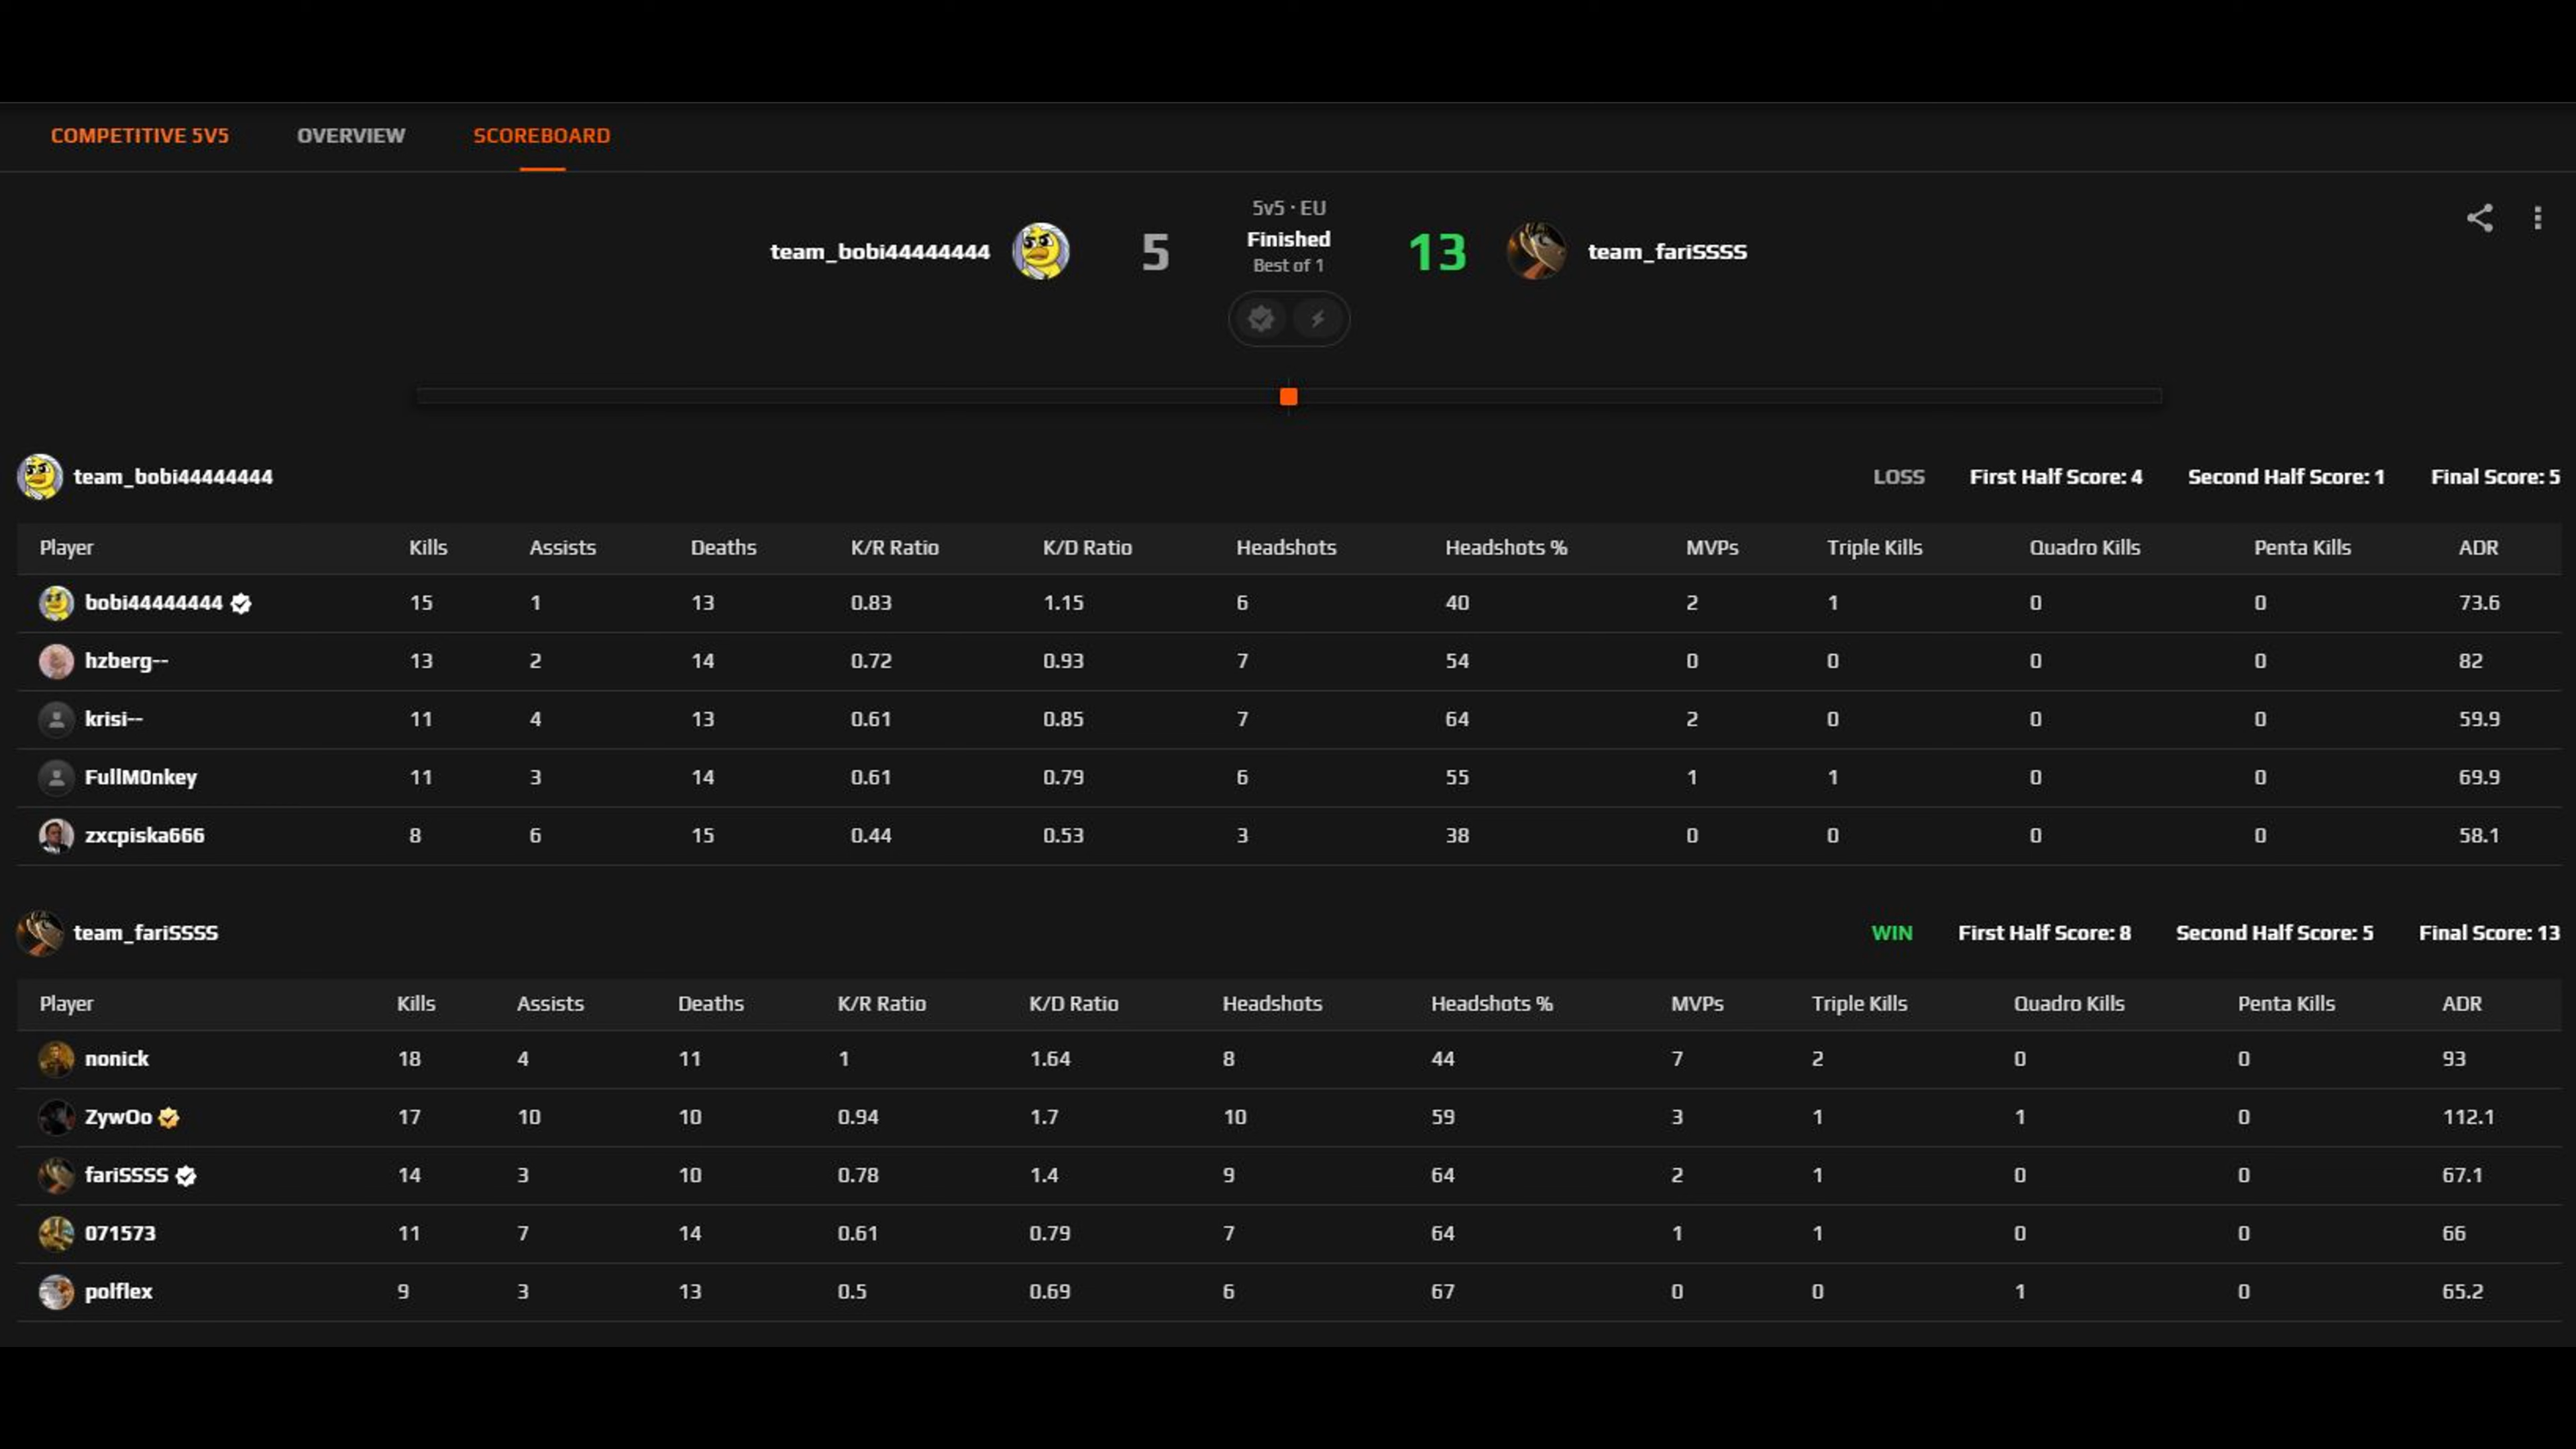 COMPETITIVE 5V5 OVERVIEW SCOREBOARD
5v5 · EU
team_bobi44444444 5 Finished 13 team_fariSSSS
Best of 1
team_bobi44444444 LOSS First Half Score: 4 Second Half Score: 1 Final Score: 5
Player Kills Assists Deaths K/R Ratio K/D Ratio Headshots Headshots % MVPs Triple Kills Quadro Kills Penta Kills ADR
bobi44444444 15 1 13 0.83 1.15 6 40 2 1 0 0 73.6
hzberg-- 13 2 14 0.72 0.93 7 54 0 0 0 0 82
krisi-- 11 4 13 0.61 0.85 7 64 2 0 0 0 59.9
FullM0nkey 11 3 14 0.61 0.79 6 55 1 1 0 0 69.9
zxcpiska666 8 6 15 0.44 0.53 3 38 0 0 0 0 58.1
team_fariSSSS WIN First Half Score: 8 Second Half Score: 5 Final Score: 13
Player Kills Assists Deaths K/R Ratio K/D Ratio Headshots Headshots % MVPs Triple Kills Quadro Kills Penta Kills ADR
nonick 18 4 11 1 1.64 8 44 7 2 0 0 93
ZywOo 17 10 10 0.94 1.7 10 59 3 1 1 0 112.1
fariSSSS 14 3 10 0.78 1.4 9 64 2 1 0 0 67.1
071573 11 7 14 0.61 0.79 7 64 1 1 0 0 66
polflex 9 3 13 0.5 0.69 6 67 0 0 1 0 65.2